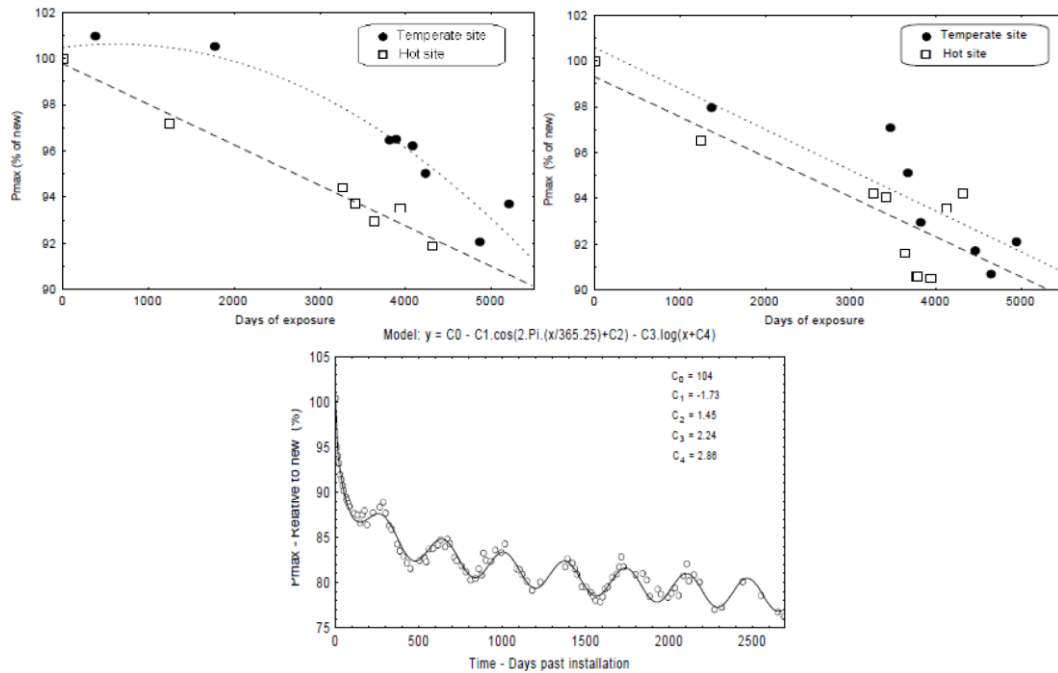 102
100
98
96
94
92
90
Pmax (% of new)
Temperate site
Hot site
0 1000 2000 3000 4000 5000
Days of exposure
102
100
98
96
94
92
90
Pmax (% of new)
Temperate site
Hot site
0 1000 2000 3000 4000 5000
Days of exposure
Model: y = C0 - C1.cos(2.Pi.(x/365.25)+C2) - C3.log(x+C4)
105
100
95
90
85
80
75
Pmax - Relative to new (%)
C0 = 104
C1 = -1.73
C2 = 1.45
C3 = 2.24
C4 = 2.86
0 500 1000 1500 2000 2500
Time - Days past installation